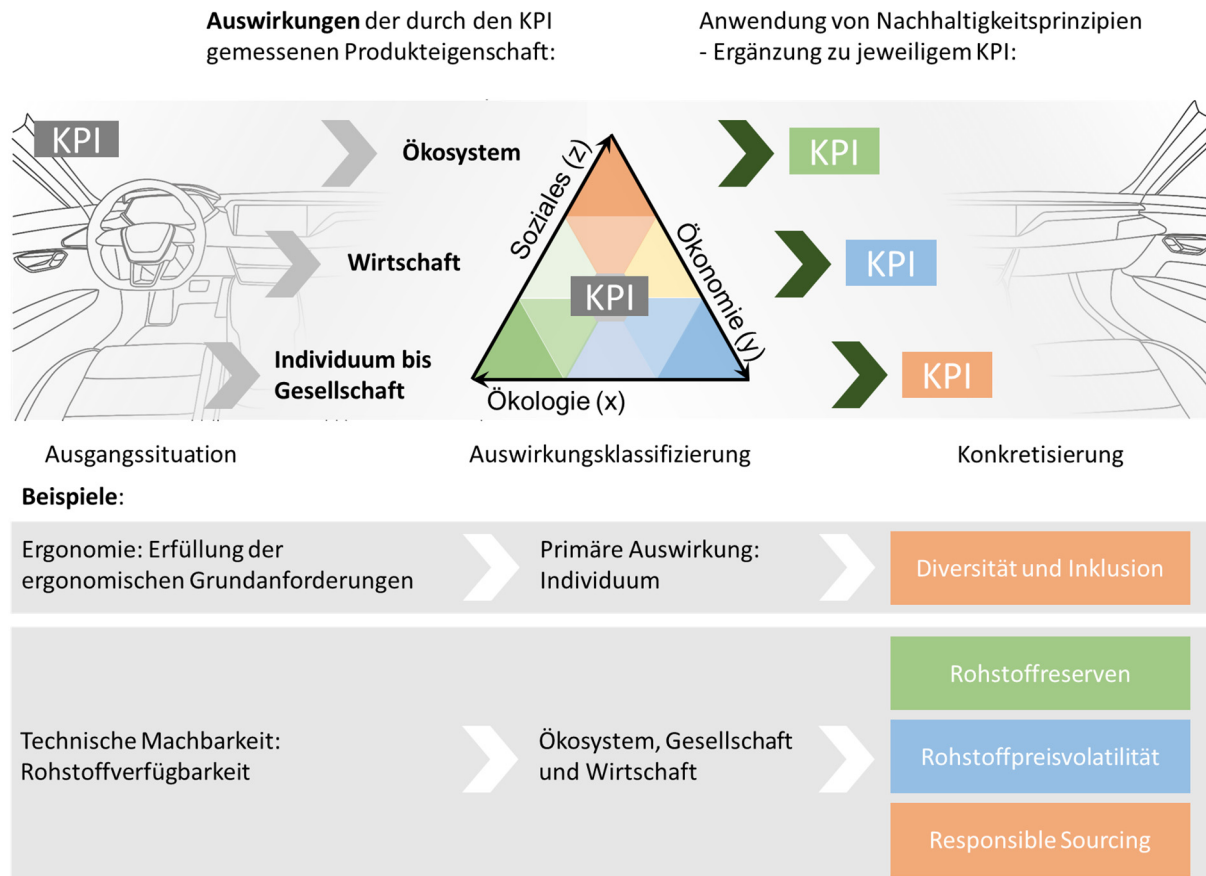 Auswirkungen der durch den KPI
gemessenen Produkteigenschaft:
Anwendung von Nachhaltigkeitsprinzipien
- Ergänzung zu jeweiligem KPI:
KPI
Ökosystem
Wirtschaft
Individuum bis
Gesellschaft
Soziales (z)
Ökonomie (y)
Ökologie (x)
KPI
KPI
KPI
KPI
Ausgangssituation
Auswirkungsklassifizierung
Konkretisierung
Beispiele:
Ergonomie: Erfüllung der
ergonomischen Grundanforderungen
Primäre Auswirkung:
Individuum
Diversität und Inklusion
Technische Machbarkeit:
Rohstoffverfügbarkeit
Ökosystem, Gesellschaft
und Wirtschaft
Rohstoffreserven
Rohstoffpreisvolatilität
Responsible Sourcing